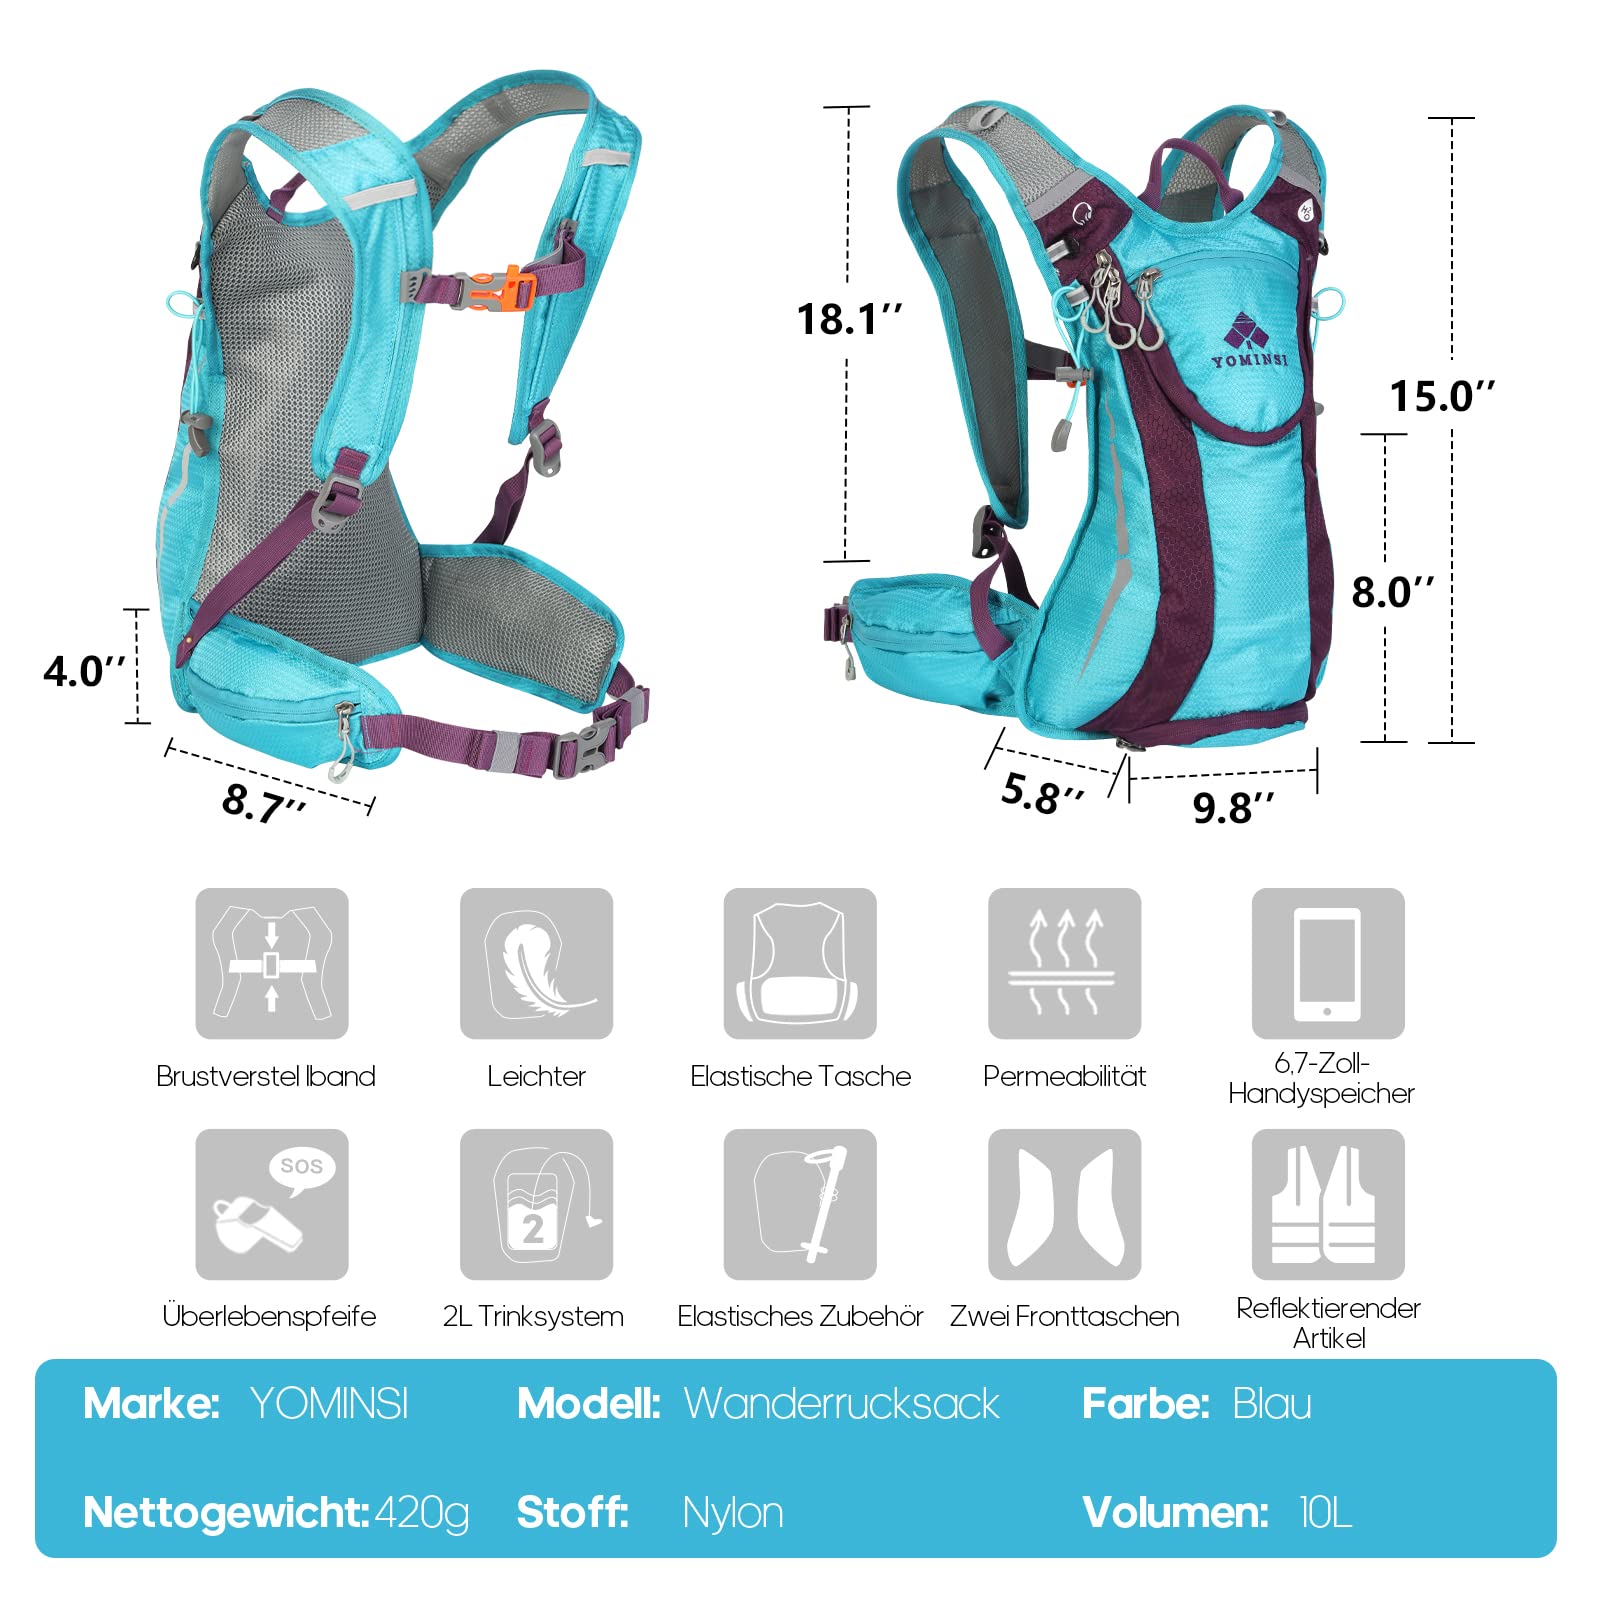 18.1''
15.0''
8.0''
4.0''
8.7''
5.8''
9.8''
H2O
YOMINSI
Brustverstel lband
Leichter
Elastische Tasche
Permeabilität
6,7-Zoll-
Handyspeicher
SOS
2
Überlebenspfeife
2L Trinksystem
Elastisches Zubehör
Zwei Fronttaschen
Reflektierender
Artikel
Marke: YOMINSI
Modell: Wanderrucksack
Farbe: Blau
Nettogewicht: 420g
Stoff: Nylon
Volumen: 10L